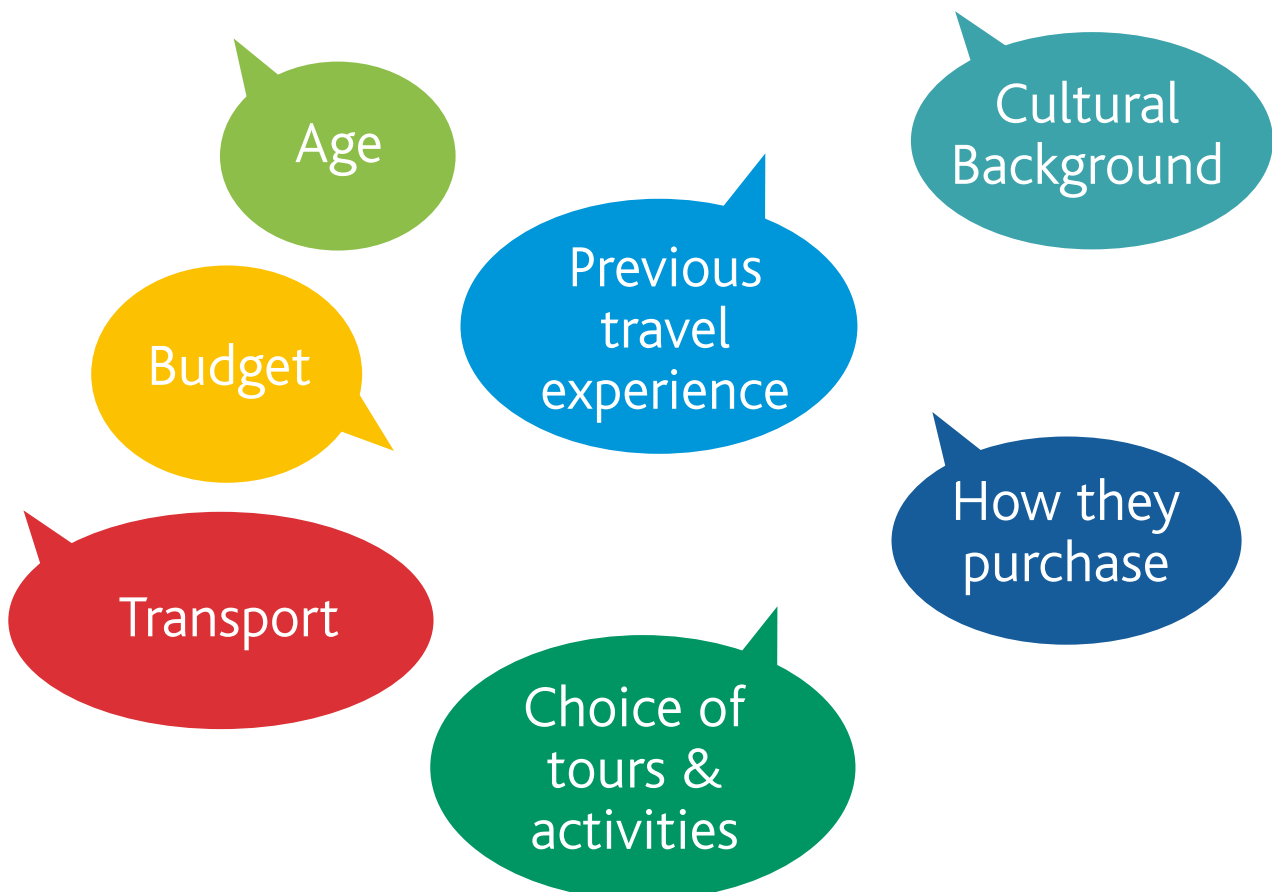 Age
Cultural
Background
Previous
travel
experience
Budget
How they
purchase
Transport
Choice of
tours &
activities